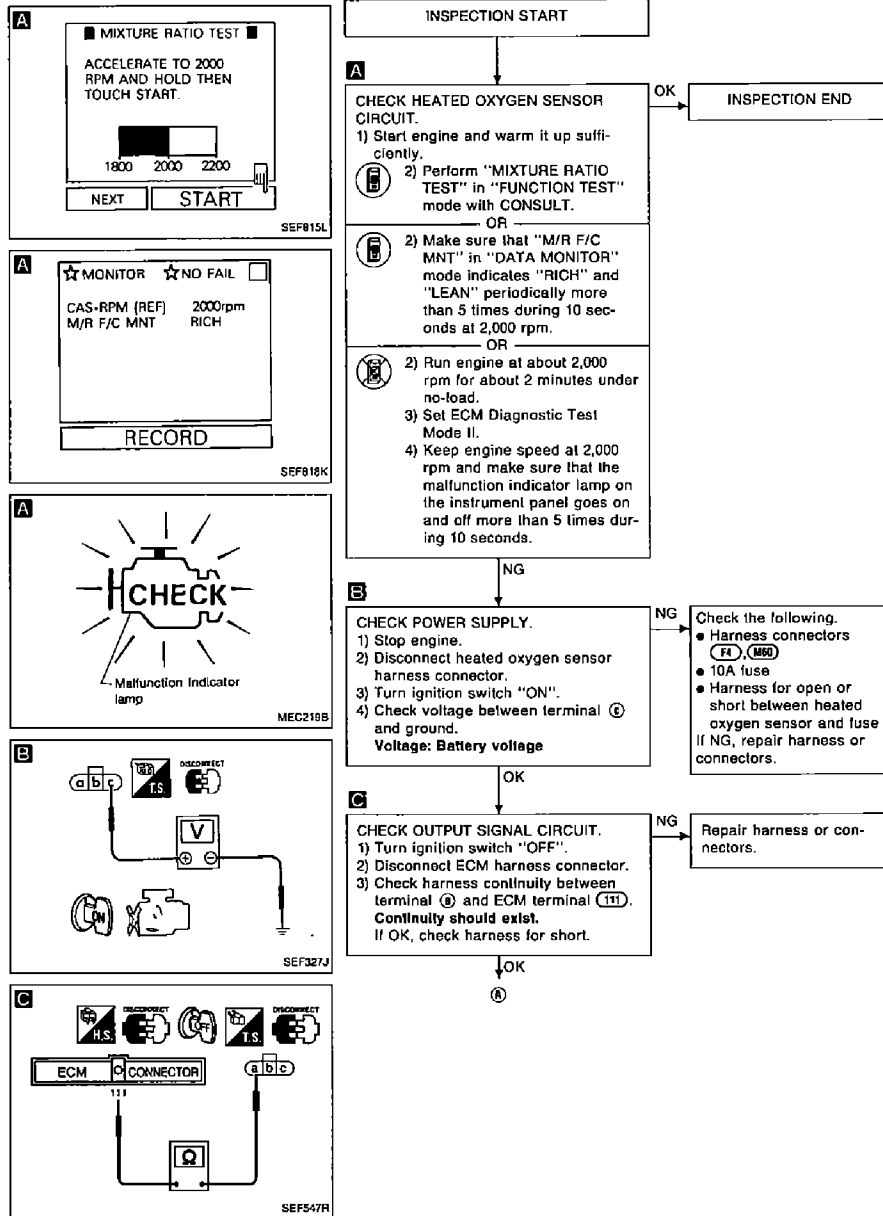 A
■ MIXTURE RATIO TEST ■
ACCELERATE TO 2000
RPM AND HOLD THEN
TOUCH START.
1800 2000 2200
NEXT START
SEF815L
A
☆ MONITOR ☆ NO FAIL
CAS•RPM (REF) 2000rpm
M/R F/C MNT RICH
RECORD
SEF818K
A
CHECK
Malfunction indicator
lamp
MEC219B
B
a b c
T.S.
DISCONNECT
V
⊕ ⊖
ON
SEF327J
C
H.S.
DISCONNECT
OFF
T.S.
DISCONNECT
ECM CONNECTOR
111
a b c
Ω
SEF547R
INSPECTION START
A
CHECK HEATED OXYGEN SENSOR
CIRCUIT.
1) Start engine and warm it up suffi-
ciently.
2) Perform "MIXTURE RATIO
TEST" in "FUNCTION TEST"
mode with CONSULT.
OR
2) Make sure that "M/R F/C
MNT" in "DATA MONITOR"
mode indicates "RICH" and
"LEAN" periodically more
than 5 times during 10 sec-
onds at 2,000 rpm.
OR
2) Run engine at about 2,000
rpm for about 2 minutes under
no-load.
3) Set ECM Diagnostic Test
Mode II.
4) Keep engine speed at 2,000
rpm and make sure that the
malfunction indicator lamp on
the instrument panel goes on
and off more than 5 times dur-
ing 10 seconds.
OK
INSPECTION END
NG
B
CHECK POWER SUPPLY.
1) Stop engine.
2) Disconnect heated oxygen sensor
harness connector.
3) Turn ignition switch "ON".
4) Check voltage between terminal ⓒ
and ground.
Voltage: Battery voltage
NG
Check the following.
● Harness connectors
(F4), (M60)
● 10A fuse
● Harness for open or
short between heated
oxygen sensor and fuse
If NG, repair harness or
connectors.
OK
C
CHECK OUTPUT SIGNAL CIRCUIT.
1) Turn ignition switch "OFF".
2) Disconnect ECM harness connector.
3) Check harness continuity between
terminal ⓐ and ECM terminal (111).
Continuity should exist.
If OK, check harness for short.
NG
Repair harness or con-
nectors.
OK
Ⓐ